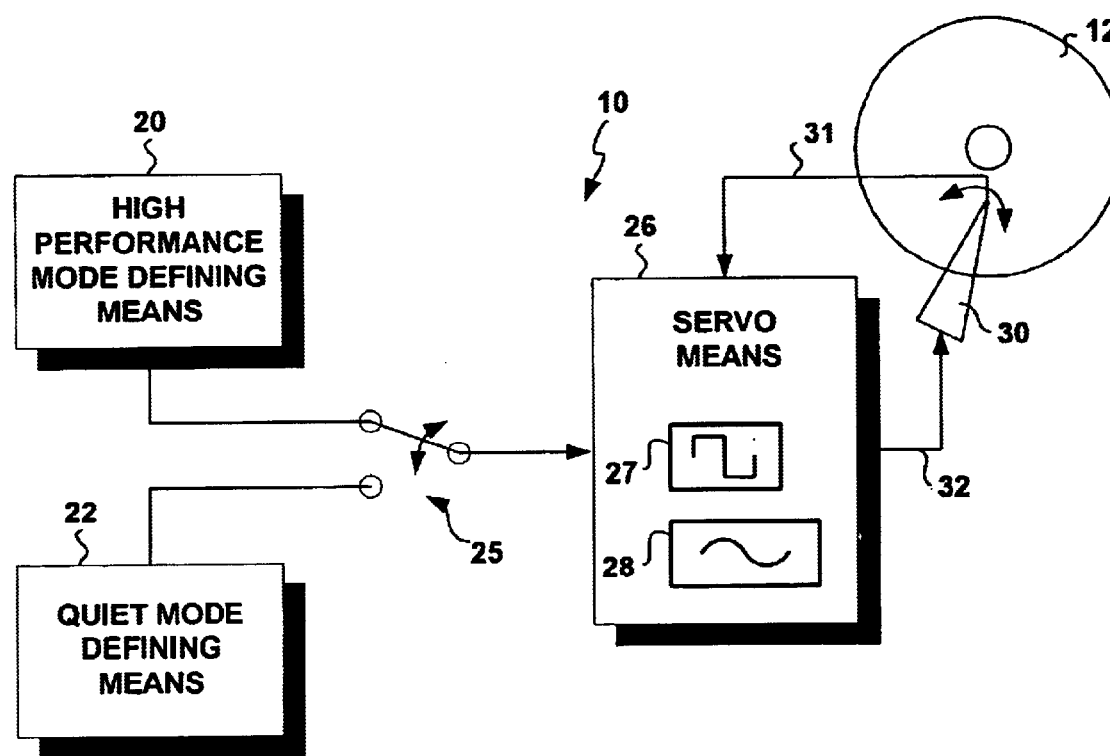 12
10
20
31
HIGH
PERFORMANCE
MODE DEFINING
MEANS
26
SERVO
MEANS
30
27
32
22
25
28
QUIET MODE
DEFINING
MEANS